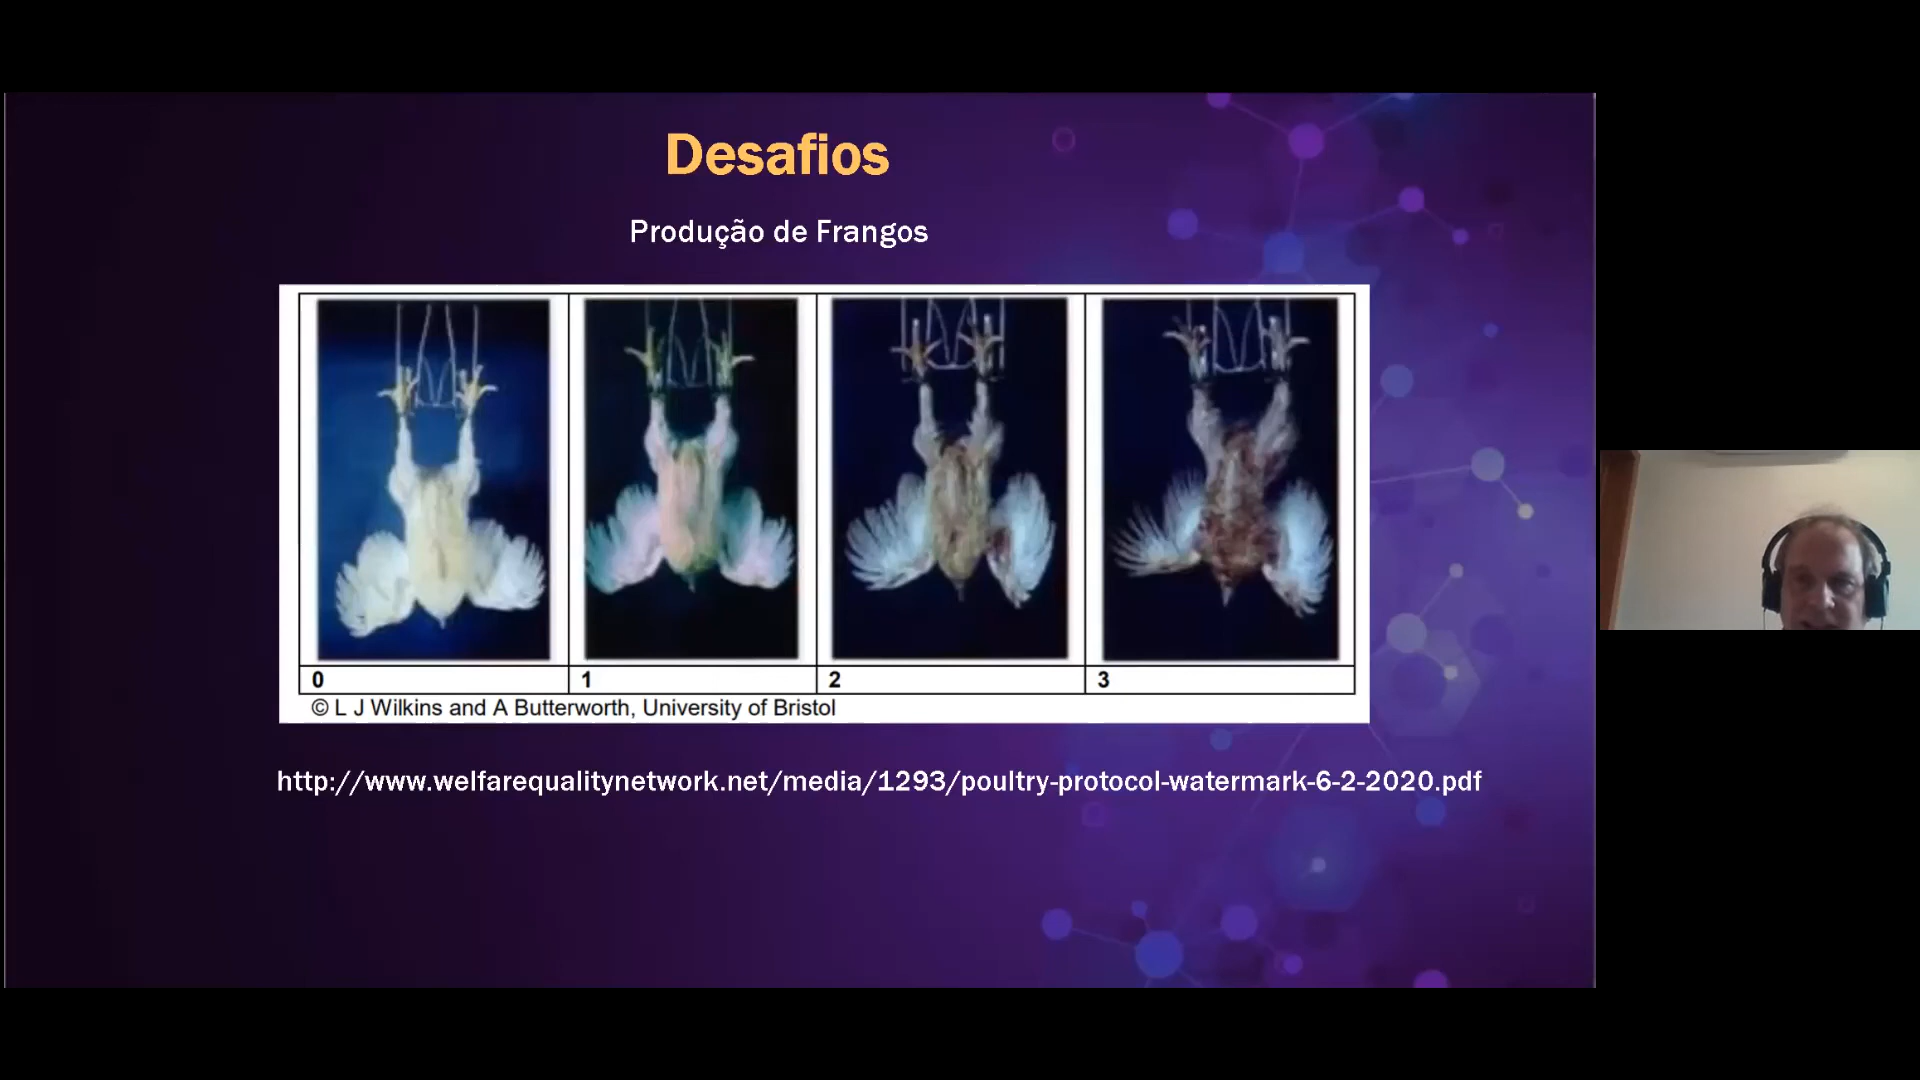 Desafios
Produção de Frangos
0 1 2 3
© L J Wilkins and A Butterworth, University of Bristol
http://www.welfarequalitynetwork.net/media/1293/poultry-protocol-watermark-6-2-2020.pdf